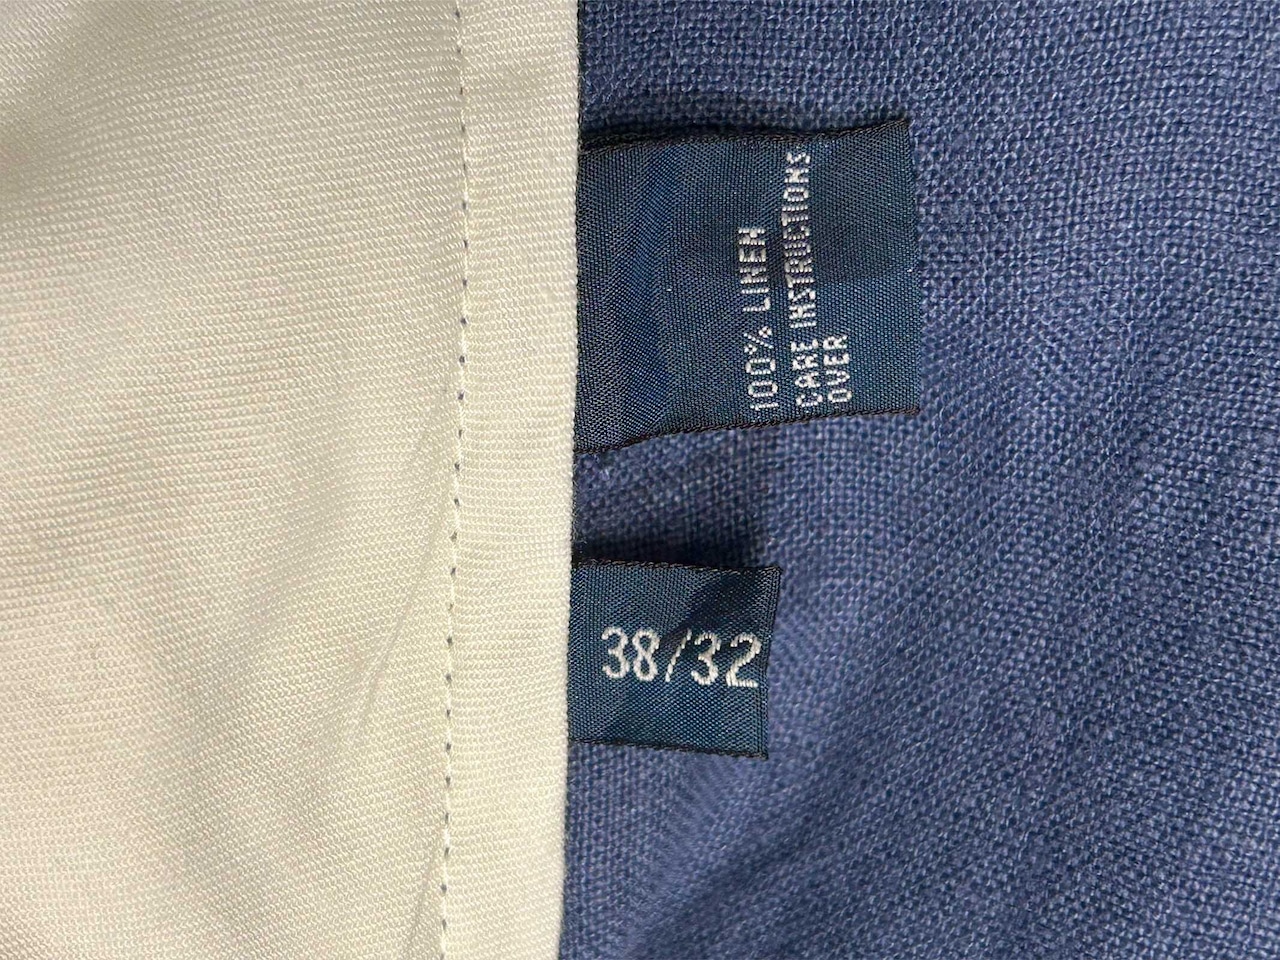 100% LINEN
CARE INSTRUCTIONS
OVER
38/32